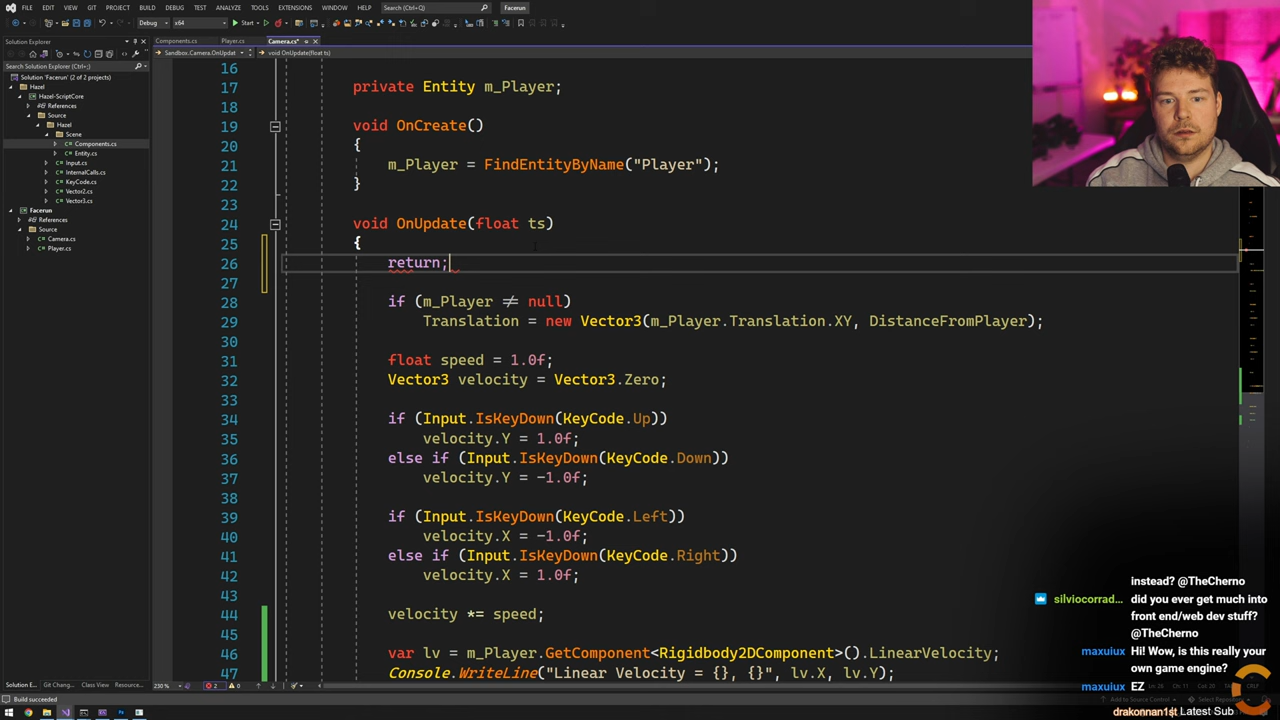 FILE EDIT VIEW GIT PROJECT BUILD DEBUG TEST ANALYZE TOOLS EXTENSIONS WINDOW HELP Search (Ctrl+;) Facerun
Debug x64 Start
Solution Explorer
Search Solution Explorer (Ctrl+;)
Solution 'Facerun' (2 of 2 projects)
Hazel
Hazel-ScriptCore
References
Source
Hazel
Scene
Components.cs
Entity.cs
Input.cs
InternalCalls.cs
KeyCode.cs
Vector2.cs
Vector3.cs
Facerun
References
Source
Camera.cs
Player.cs
Components.cs Player.cs Camera.cs*
Sandbox.Camera.OnUpdat void OnUpdate(float ts)
16
17 private Entity m_Player;
18
19 void OnCreate()
20 {
21 m_Player = FindEntityByName("Player");
22 }
23
24 void OnUpdate(float ts)
25 {
26 return;
27
28 if (m_Player ≠ null)
29 Translation = new Vector3(m_Player.Translation.XY, DistanceFromPlayer);
30
31 float speed = 1.0f;
32 Vector3 velocity = Vector3.Zero;
33
34 if (Input.IsKeyDown(KeyCode.Up))
35 velocity.Y = 1.0f;
36 else if (Input.IsKeyDown(KeyCode.Down))
37 velocity.Y = -1.0f;
38
39 if (Input.IsKeyDown(KeyCode.Left))
40 velocity.X = -1.0f;
41 else if (Input.IsKeyDown(KeyCode.Right))
42 velocity.X = 1.0f;
43
44 velocity *= speed;
45
46 var lv = m_Player.GetComponent<Rigidbody2DComponent>().LinearVelocity;
47 Console.WriteLine("Linear Velocity = {}, {}", lv.X, lv.Y);
instead? @TheCherno
silviocorrad... did you ever get much into
front end/web dev stuff?
@TheCherno
maxuiux Hi! Wow, is this really your
own game engine?
maxuiux EZ
drakonnan1st Latest Sub
Solution E... Git Chang... Class View Resource... 230 % 2 0
Build succeeded